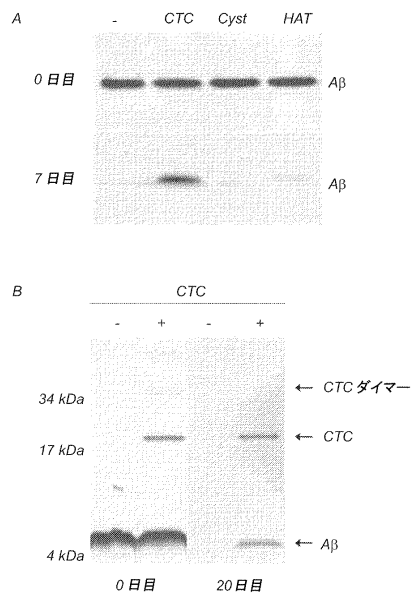 A - CTC Cyst HAT
0 日目 Aβ
7 日目 Aβ
B CTC
- + - +
← CTC ダイマー
34 kDa
← CTC
17 kDa
← Aβ
4 kDa
0 日目 20 日目